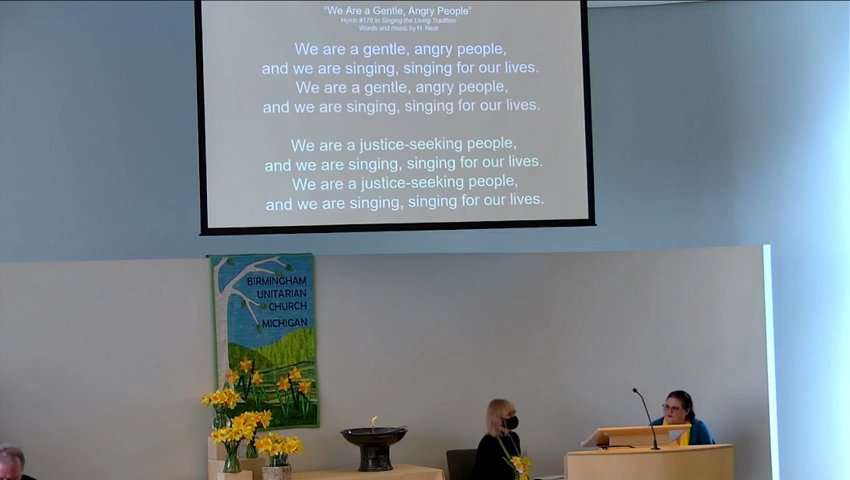 "We Are a Gentle, Angry People"
Hymn #170 in Singing the Living Tradition
Words and music by H. Near
We are a gentle, angry people,
and we are singing, singing for our lives.
We are a gentle, angry people,
and we are singing, singing for our lives.
We are a justice-seeking people,
and we are singing, singing for our lives.
We are a justice-seeking people,
and we are singing, singing for our lives.
BIRMINGHAM
UNITARIAN
CHURCH
MICHIGAN